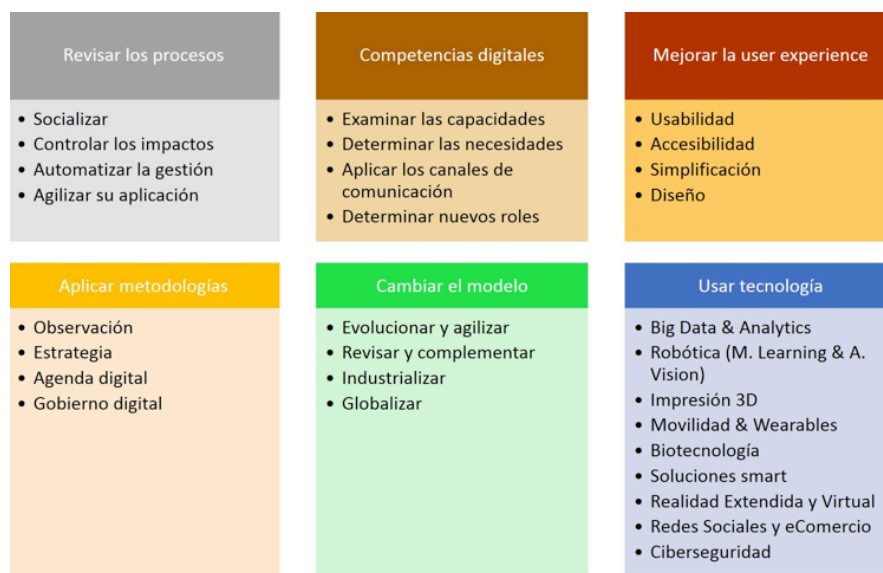 Revisar los procesos
• Socializar
• Controlar los impactos
• Automatizar la gestión
• Agilizar su aplicación
Competencias digitales
• Examinar las capacidades
• Determinar las necesidades
• Aplicar los canales de
comunicación
• Determinar nuevos roles
Mejorar la user experience
• Usabilidad
• Accesibilidad
• Simplificación
• Diseño
Aplicar metodologías
• Observación
• Estrategia
• Agenda digital
• Gobierno digital
Cambiar el modelo
• Evolucionar y agilizar
• Revisar y complementar
• Industrializar
• Globalizar
Usar tecnología
• Big Data & Analytics
• Robótica (M. Learning & A.
Vision)
• Impresión 3D
• Movilidad & Wearables
• Biotecnología
• Soluciones smart
• Realidad Extendida y Virtual
• Redes Sociales y eComercio
• Ciberseguridad